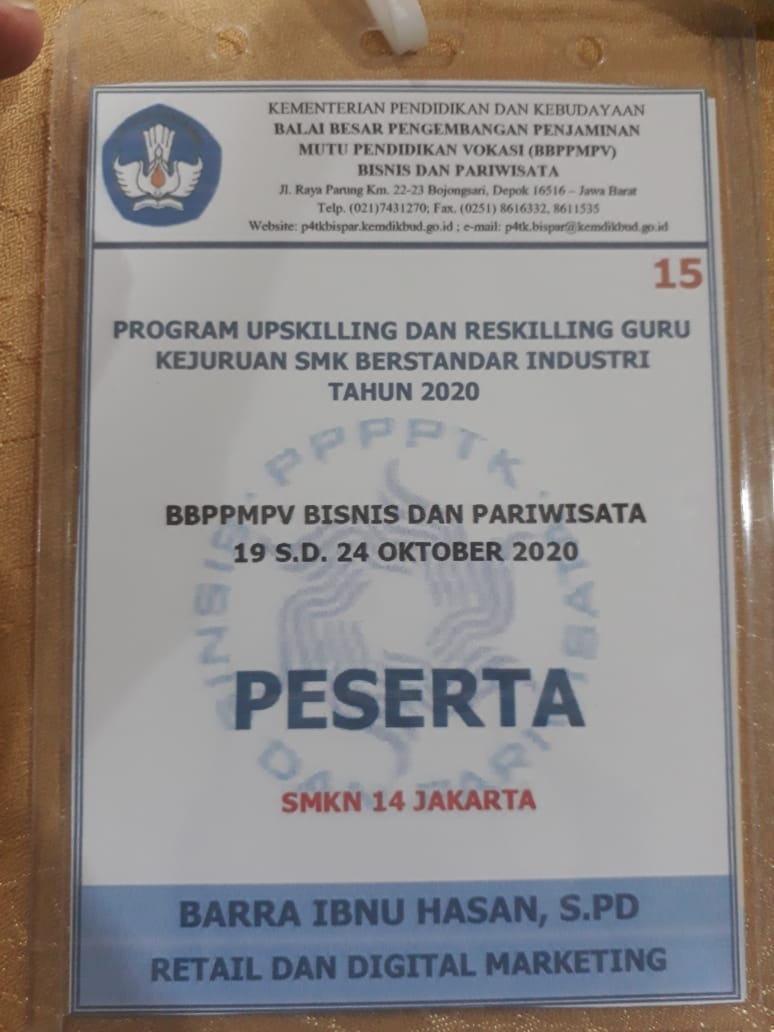 KEMENTERIAN PENDIDIKAN DAN KEBUDAYAAN
BALAI BESAR PENGEMBANGAN PENJAMINAN
MUTU PENDIDIKAN VOKASI (BBPPMPV)
BISNIS DAN PARIWISATA
Jl. Raya Parung Km. 22-23 Bojongsari, Depok 16516 – Jawa Barat
Telp. (021)7431270; Fax. (0251) 8616332, 8611535
Website: p4tkbispar.kemdikbud.go.id ; e-mail: p4tk.bispar@kemdikbud.go.id
15
PROGRAM UPSKILLING DAN RESKILLING GURU
KEJURUAN SMK BERSTANDAR INDUSTRI
TAHUN 2020
PPPPTK
BBPPMPV BISNIS DAN PARIWISATA
19 S.D. 24 OKTOBER 2020
PESERTA
SMKN 14 JAKARTA
BARRA IBNU HASAN, S.PD
RETAIL DAN DIGITAL MARKETING